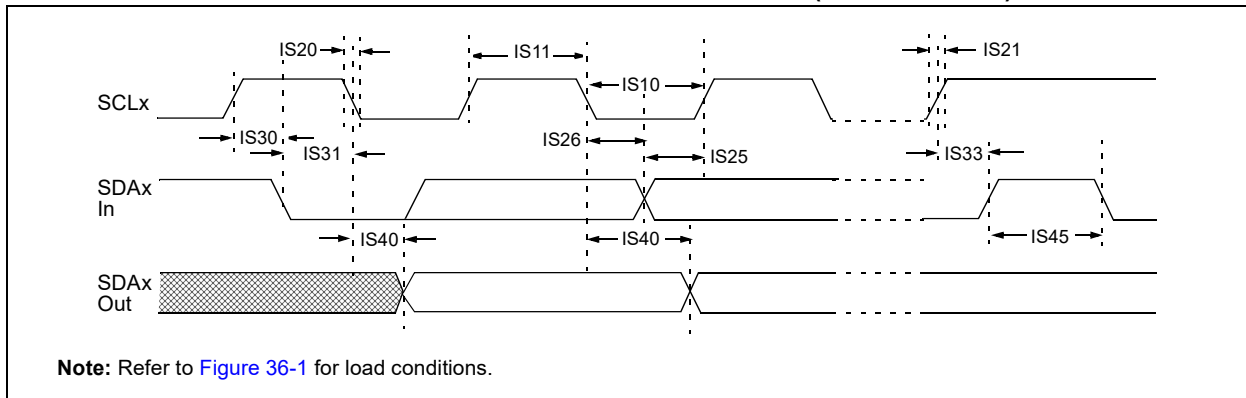 IS20
IS11
IS21
IS10
SCLx
IS30
IS26
IS31
IS25
IS33
SDAx
In
IS40
IS40
IS45
SDAx
Out
Note: Refer to Figure 36-1 for load conditions.